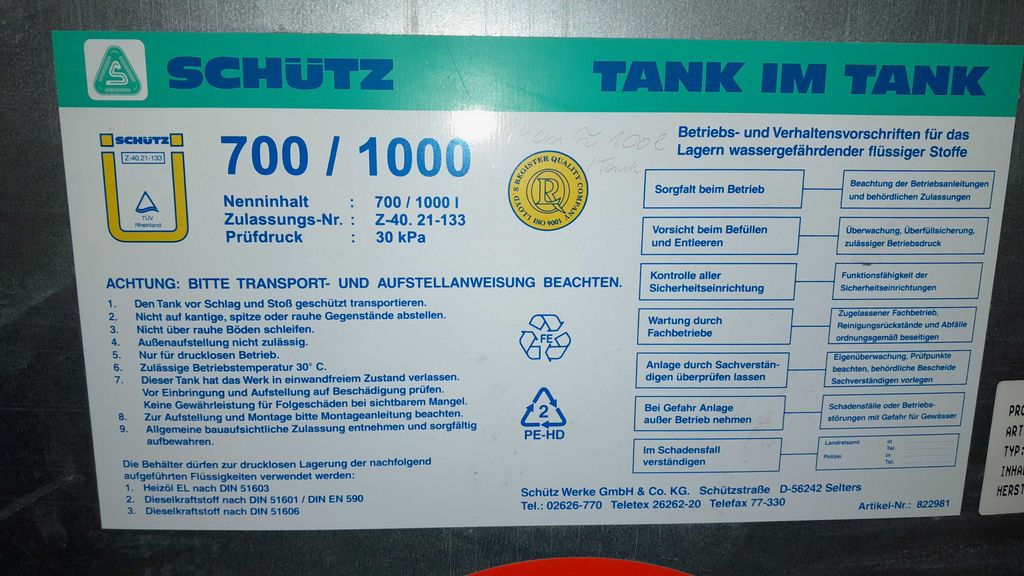 SCHÜTZ
TANK IM TANK
SCHÜTZ
Z-40.21-133
TÜV
Rheinland
700 / 1000
Nenninhalt : 700 / 1000 l
Zulassungs-Nr. : Z-40. 21-133
Prüfdruck : 30 kPa
LLOYD'S REGISTER QUALITY COMPANY
ISO 9001
100l
/Tank
ACHTUNG: BITTE TRANSPORT- UND AUFSTELLANWEISUNG BEACHTEN.
1. Den Tank vor Schlag und Stoß geschützt transportieren.
2. Nicht auf kantige, spitze oder rauhe Gegenstände abstellen.
3. Nicht über rauhe Böden schleifen.
4. Außenaufstellung nicht zulässig.
5. Nur für drucklosen Betrieb.
6. Zulässige Betriebstemperatur 30° C.
7. Dieser Tank hat das Werk in einwandfreiem Zustand verlassen.
Vor Einbringung und Aufstellung auf Beschädigung prüfen.
Keine Gewährleistung für Folgeschäden bei sichtbarem Mangel.
8. Zur Aufstellung und Montage bitte Montageanleitung beachten.
9. Allgemeine bauaufsichtliche Zulassung entnehmen und sorgfältig
aufbewahren.
Die Behälter dürfen zur drucklosen Lagerung der nachfolgend
aufgeführten Flüssigkeiten verwendet werden:
1. Heizöl EL nach DIN 51603
2. Dieselkraftstoff nach DIN 51601 / DIN EN 590
3. Dieselkraftstoff nach DIN 51606
FE
2
PE-HD
Betriebs- und Verhaltensvorschriften für das
Lagern wassergefährdender flüssiger Stoffe
Sorgfalt beim Betrieb
Beachtung der Betriebsanleitungen
und behördlichen Zulassungen
Vorsicht beim Befüllen
und Entleeren
Überwachung, Überfüllsicherung,
zulässiger Betriebsdruck
Kontrolle aller
Sicherheitseinrichtung
Funktionsfähigkeit der
Sicherheitseinrichtungen
Wartung durch
Fachbetriebe
Zugelassener Fachbetrieb,
Reinigungsrückstände und Abfälle
ordnungsgemäß beseitigen
Anlage durch Sachverstän-
digen überprüfen lassen
Eigenüberwachung, Prüfpunkte
beachten, behördliche Bescheide
Sachverständigen vorlegen
Bei Gefahr Anlage
außer Betrieb nehmen
Schadensfälle oder Betriebs-
störungen mit Gefahr für Gewässer
Im Schadensfall
verständigen
Landratsamt in
Tel.
Polizei: in
Tel.
Schütz Werke GmbH & Co. KG. Schützstraße D-56242 Selters
Tel.: 02626-770 Teletex 26262-20 Telefax 77-330
Artikel-Nr.: 822981
PRO
ART
TYP:
INHA
HERST